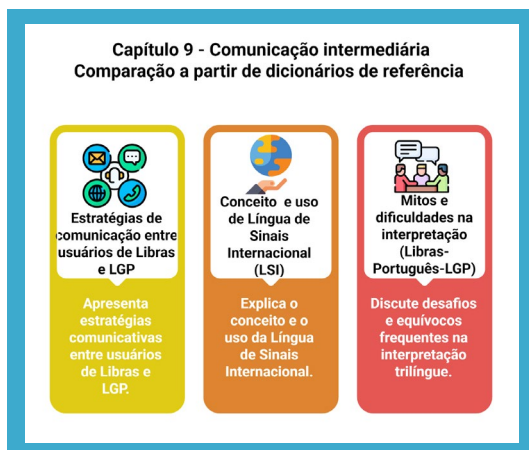 Capítulo 9 - Comunicação intermediária
Comparação a partir de dicionários de referência
Estratégias de
comunicação entre
usuários de Libras
e LGP
Apresenta
estratégias
comunicativas
entre usuários
de Libras e
LGP.
Conceito e uso
de Língua de
Sinais
Internacional
(LSI)
Explica o
conceito e o
uso da Língua
de Sinais
Internacional.
Mitos e
dificuldades na
interpretação
(Libras-
Português-LGP)
Discute desafios
e equívocos
frequentes na
interpretação
trilíngue.